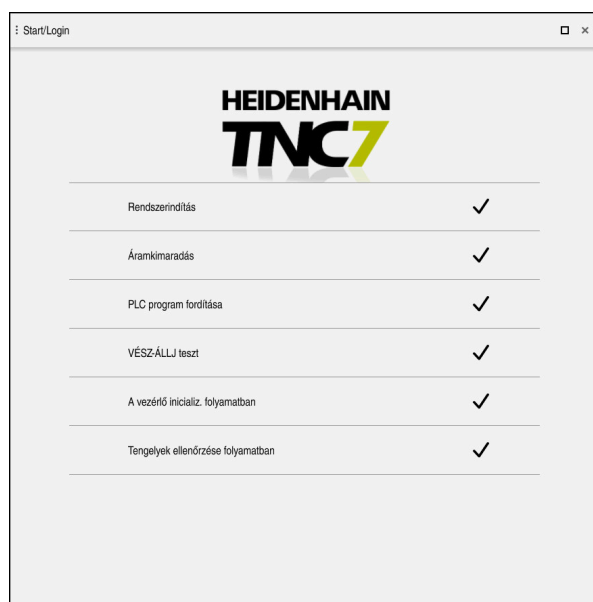 Start/Login
HEIDENHAIN
TNC7
Rendszerindítás
Áramkimaradás
PLC program fordítása
VÉSZ-ÁLLJ teszt
A vezérlő inicializ. folyamatban
Tengelyek ellenőrzése folyamatban